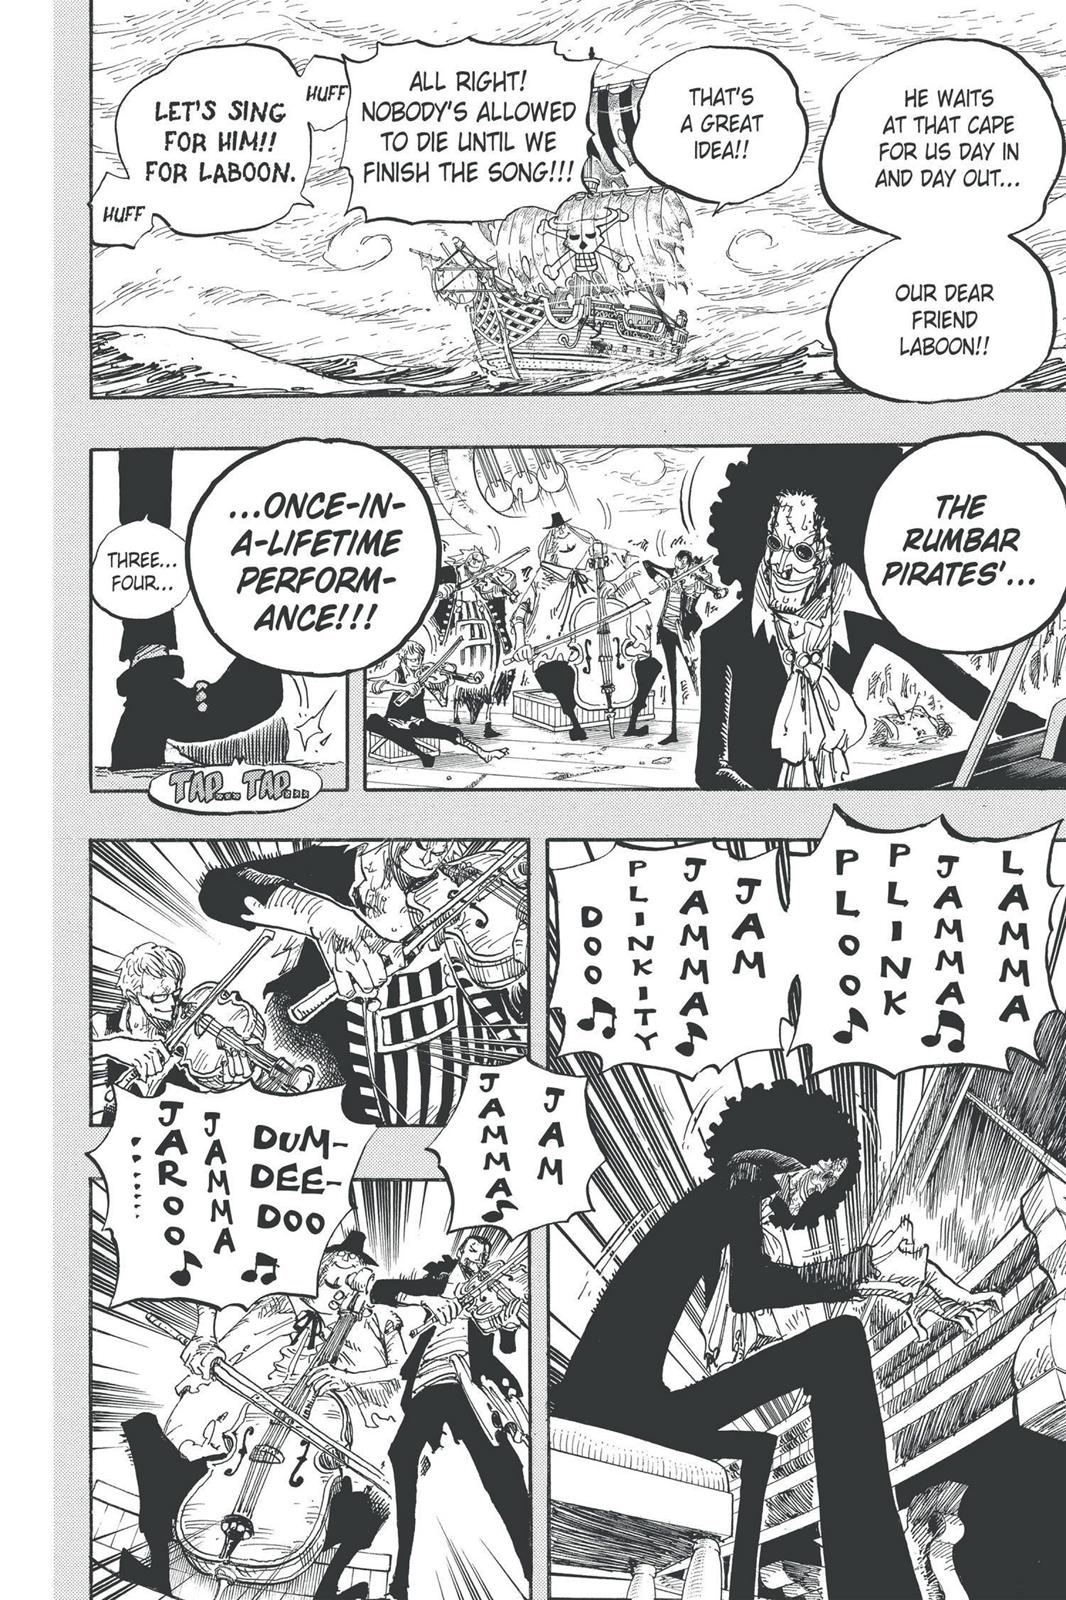 HE WAITS
AT THAT CAPE
FOR US DAY IN
AND DAY OUT...
OUR DEAR
FRIEND
LABOON!!
THAT'S
A GREAT
IDEA!!
ALL RIGHT!
NOBODY'S ALLOWED
TO DIE UNTIL WE
FINISH THE SONG!!!
HUFF
LET'S SING
FOR HIM!!
FOR LABOON.
HUFF
THE
RUMBAR
PIRATES'...
...ONCE-IN-
A-LIFETIME
PERFORM-
ANCE!!!
THREE...
FOUR...
TAP... TAP...
LAMMA
JAMMA♫
PLINK
PLOO♪
JAM
JAMMA♪
PLINKITY
DOO♫
JAM
JAMMA♪
DUM-
DEE-
DOO♫
JAMMA
JAROO♪
........